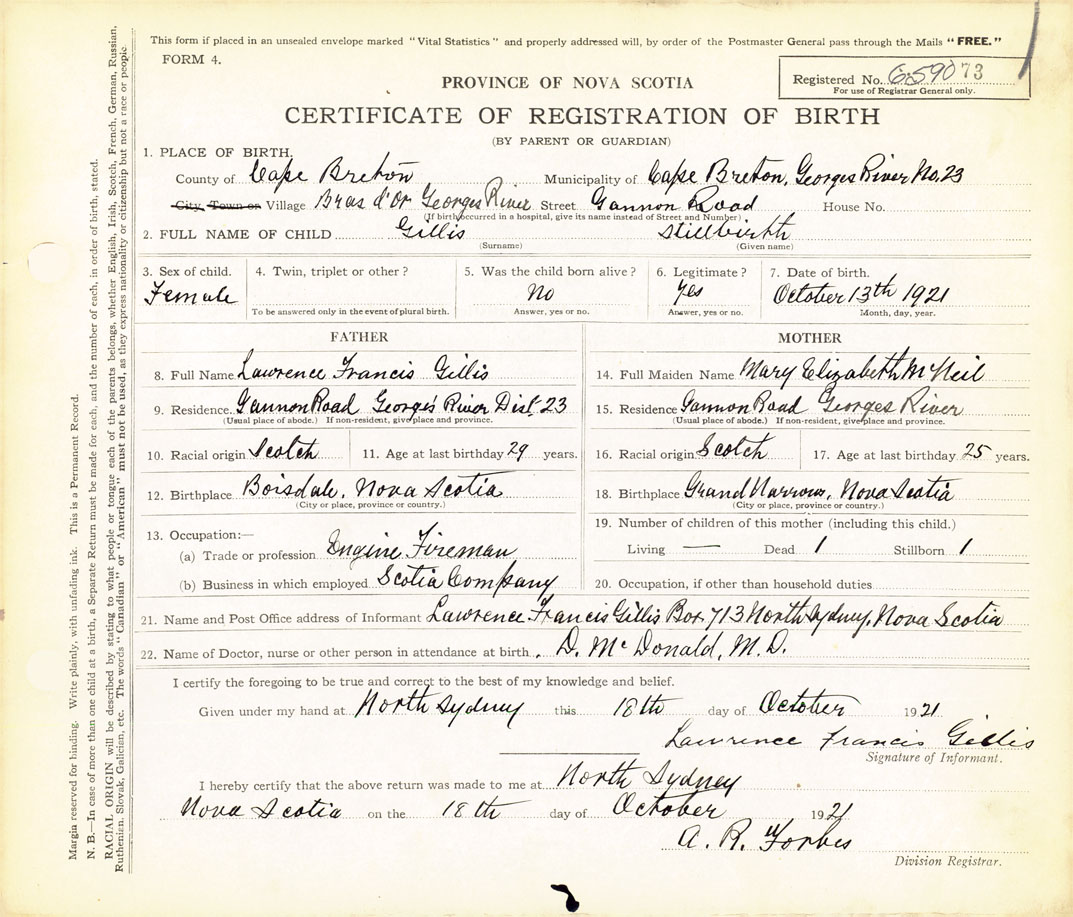 This form if placed in an unsealed envelope marked "Vital Statistics" and properly addressed will, by order of the Postmaster General pass through the Mails "FREE."
FORM 4.
Registered No. 6590 73
For use of Registrar General only.
PROVINCE OF NOVA SCOTIA
CERTIFICATE OF REGISTRATION OF BIRTH
(BY PARENT OR GUARDIAN)
1. PLACE OF BIRTH.
County of Cape Breton Municipality of Cape Breton, Georges River No, 23
City, Town or Village Bras d'Or Georges River Street Gannon Road House No.
(If birth occurred in a hospital, give its name instead of Street and Number)
2. FULL NAME OF CHILD Gillis Stillbirth
(Surname) (Given name)
3. Sex of child. 4. Twin, triplet or other? 5. Was the child born alive? 6. Legitimate? 7. Date of birth.
Female No Yes October 13th 1921
To be answered only in the event of plural birth. Answer, yes or no. Answer, yes or no. Month, day, year.
FATHER MOTHER
8. Full Name Lawrence Francis Gillis 14. Full Maiden Name Mary Elizabeth McNeil
9. Residence Gannon Road George's River Dist. 23 15. Residence Gannon Road Georges River
(Usual place of abode.) If non-resident, give place and province. (Usual place of abode.) If non-resident, give place and province.
10. Racial origin Scotch 11. Age at last birthday 29 years. 16. Racial origin Scotch 17. Age at last birthday 25 years.
12. Birthplace Boisdale, Nova Scotia 18. Birthplace Grand Narrow, Nova Scotia
(City or place, province or country.) (City or place, province or country.)
13. Occupation:— 19. Number of children of this mother (including this child.)
(a) Trade or profession Engine Fireman Living — Dead 1 Stillborn 1
(b) Business in which employed Scotia Company 20. Occupation, if other than household duties
21. Name and Post Office address of Informant Lawrence Francis Gillis Box 713 North Sydney, Nova Scotia
22. Name of Doctor, nurse or other person in attendance at birth. D. McDonald, M.D.
I certify the foregoing to be true and correct to the best of my knowledge and belief.
Given under my hand at North Sydney this 18th day of October 1921
Lawrence Francis Gillis
Signature of Informant.
I hereby certify that the above return was made to me at North Sydney
Nova Scotia on the 18th day of October 1921
A. R. Forbes
Division Registrar.
Margin reserved for binding. Write plainly, with unfading ink. This is a Permanent Record.
N. B.—In case of more than one child at a birth, a Separate Return must be made for each, and the number of each, in order of birth, stated.
RACIAL ORIGIN will be described by stating to what people or tongue each of the parents belongs, whether English, Irish, Scotch, French, German, Russian,
Ruthenian, Slovak, Galician, etc. The words "Canadian" or "American" must not be used, as they express nationality or citizenship but not a race or people.